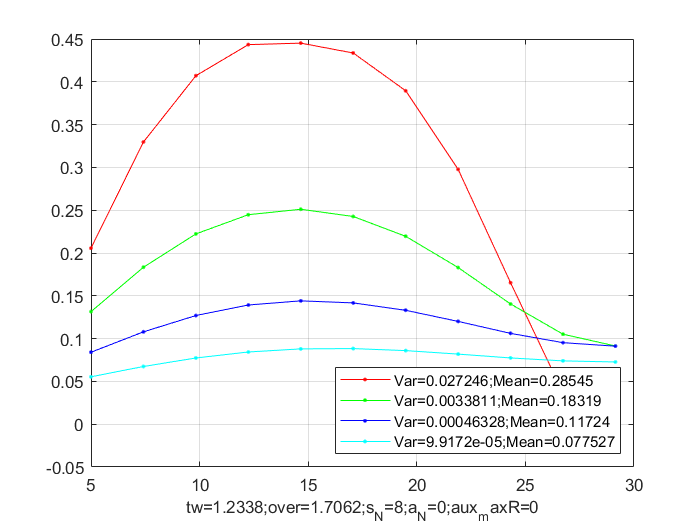 0.45
0.4
0.35
0.3
0.25
0.2
0.15
0.1
0.05
0
-0.05
Var=0.027246;Mean=0.28545
Var=0.0033811;Mean=0.18319
Var=0.00046328;Mean=0.11724
Var=9.9172e-05;Mean=0.077527
5 10 15 20 25 30
tw=1.2338;over=1.7062;s_N=8;a_N=0;aux_maxR=0